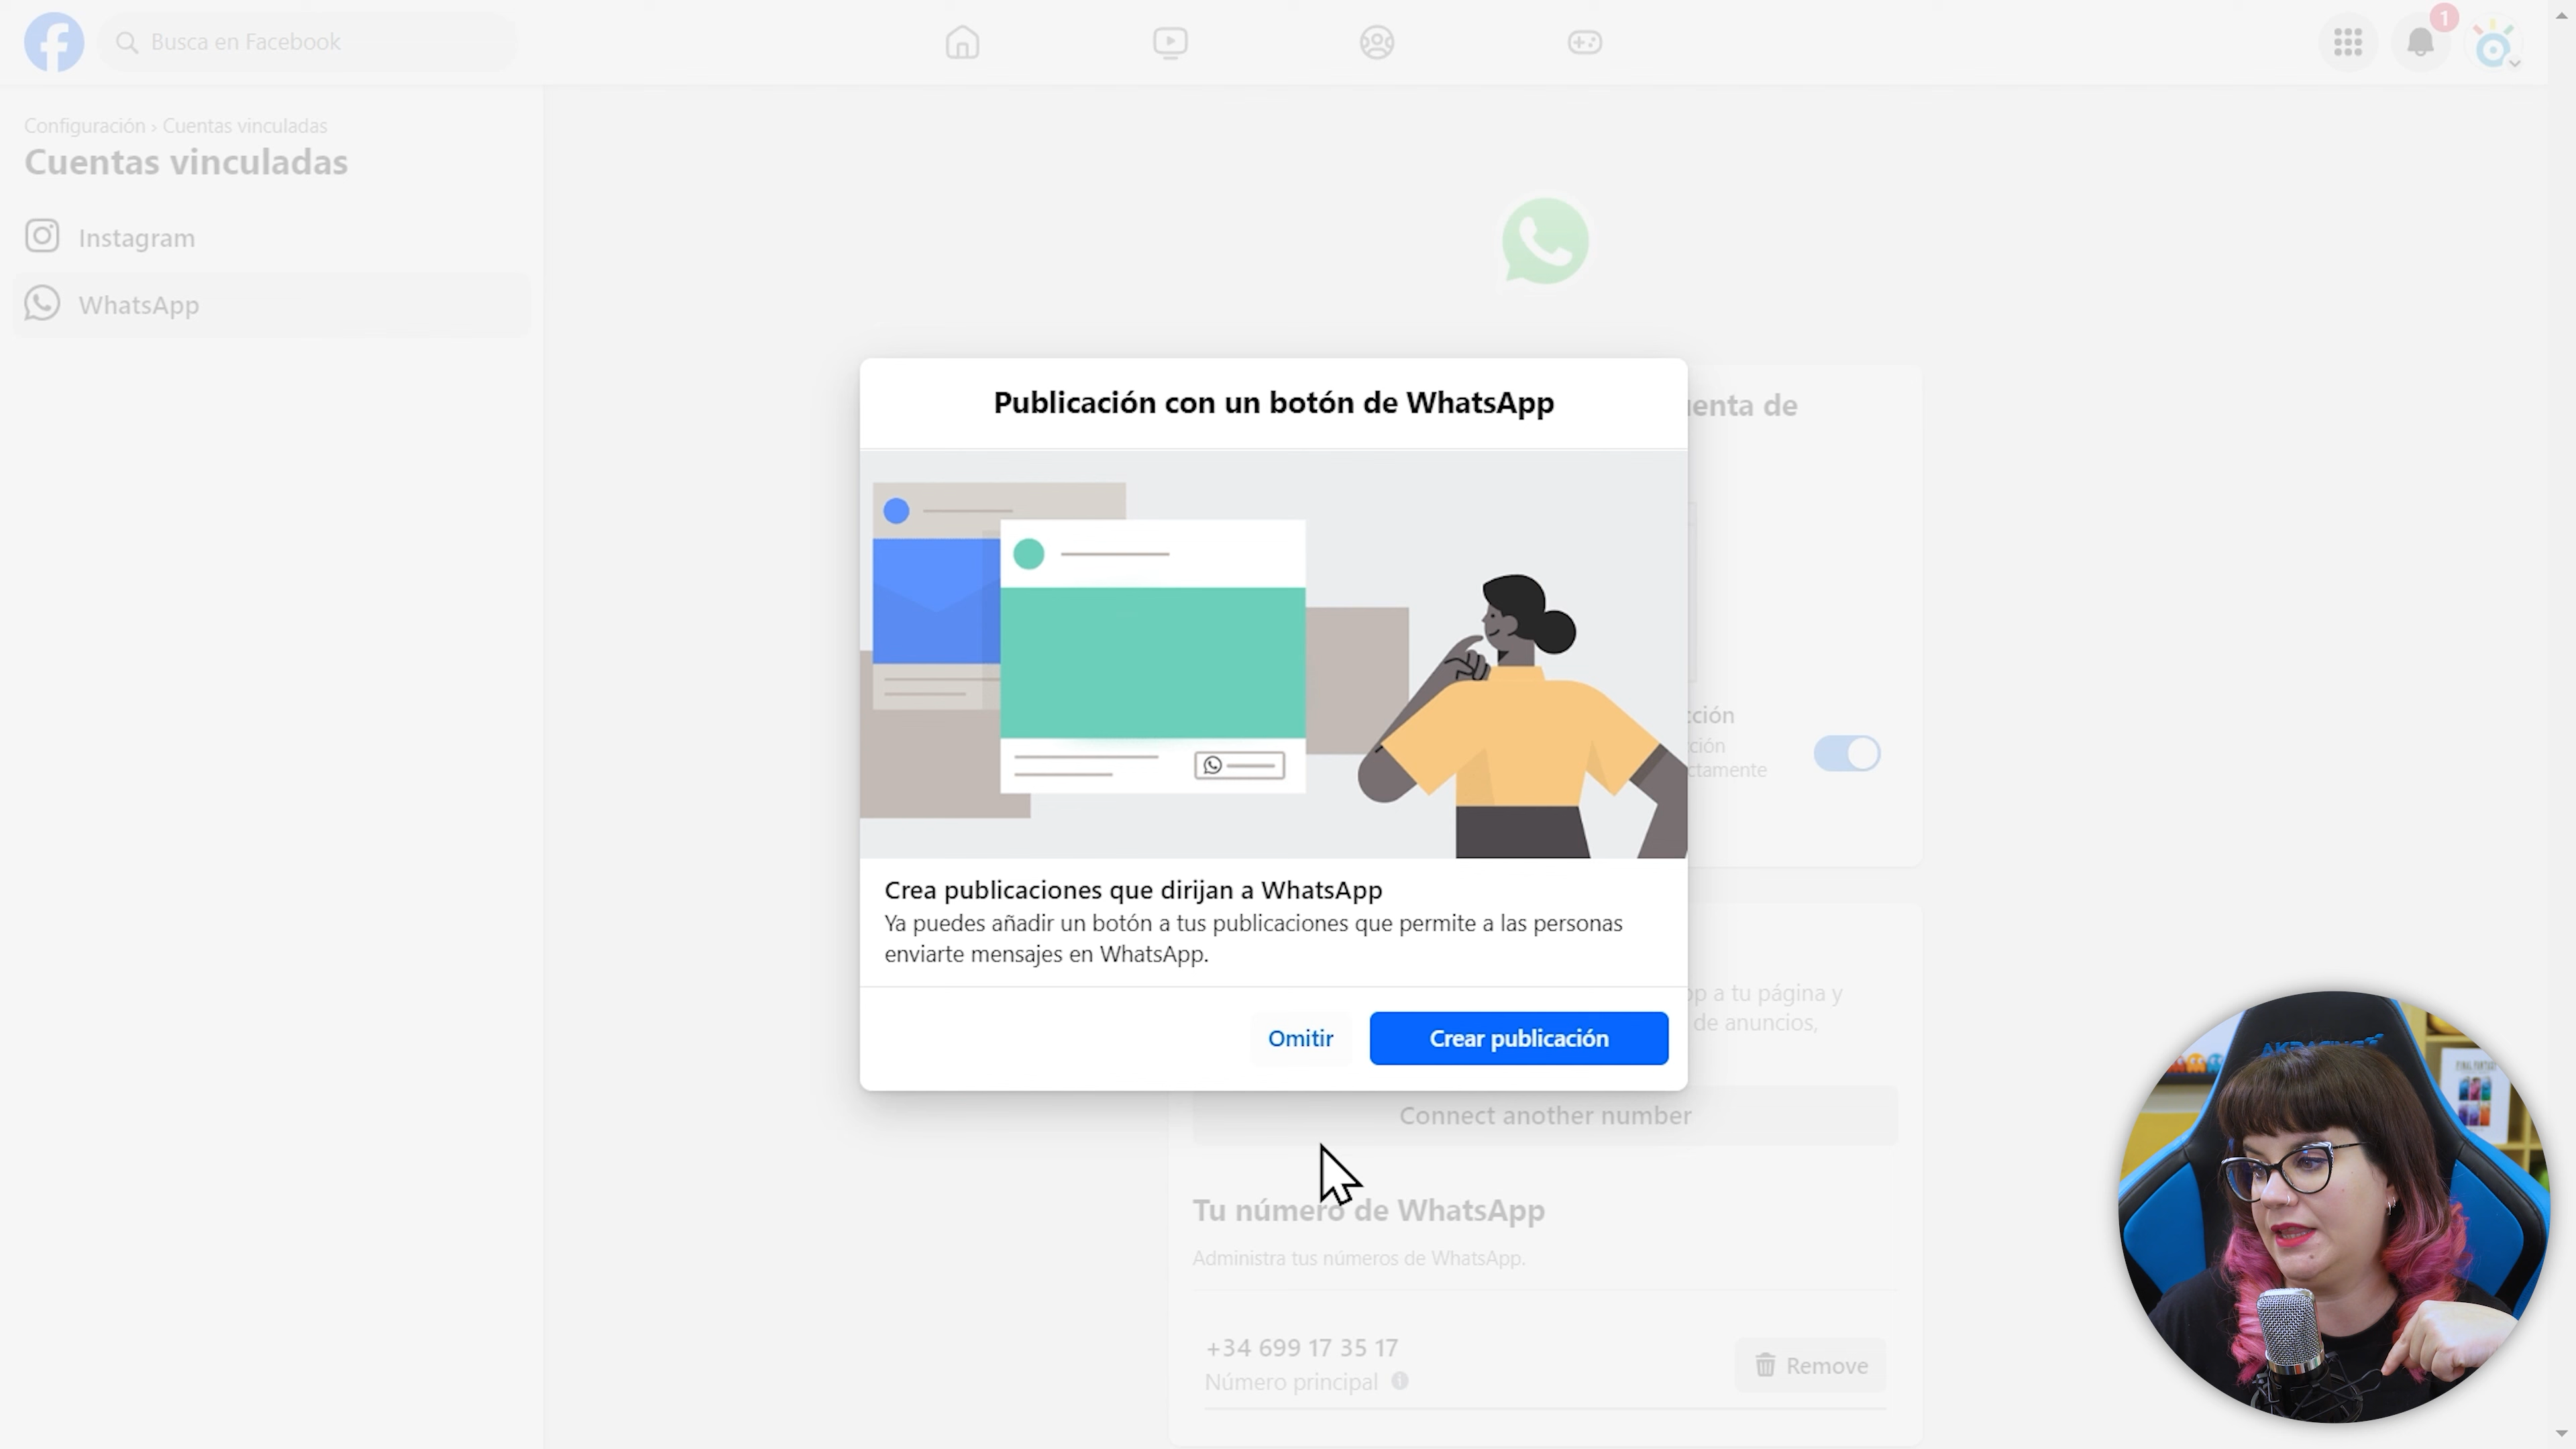 Busca en Facebook
1
Configuración › Cuentas vinculadas
Cuentas vinculadas
Instagram
WhatsApp
Publicación con un botón de WhatsApp
enta de
cción
ción
ctamente
Crea publicaciones que dirijan a WhatsApp
Ya puedes añadir un botón a tus publicaciones que permite a las personas
enviarte mensajes en WhatsApp.
Omitir
Crear publicación
pp a tu página y
de anuncios,
Connect another number
Tu número de WhatsApp
Administra tus números de WhatsApp.
+34 699 17 35 17
Número principal
Remove
AKRACING